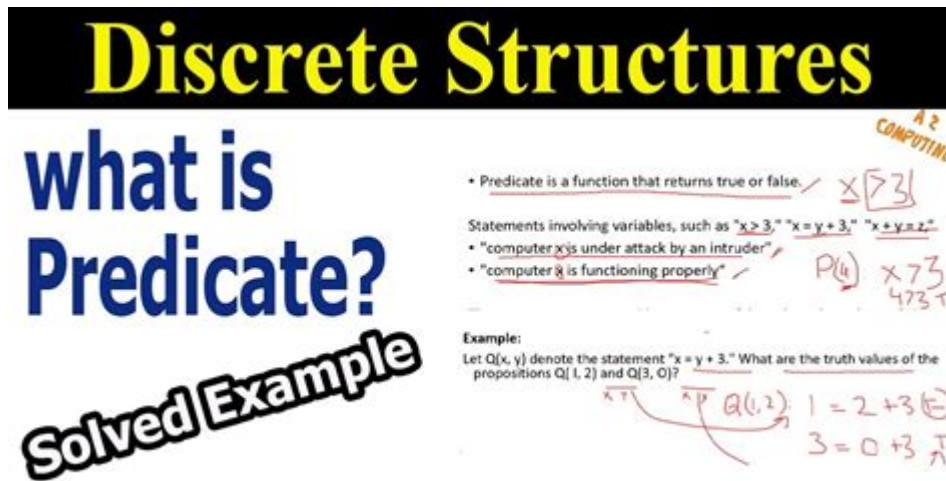 Discrete Structures
what is
Predicate?
Solved Example
A Z
COMPUTING
• Predicate is a function that returns true or false.
x >3
Statements involving variables, such as "x > 3," "x = y + 3," "x + y = z,"
• "computer x is under attack by an intruder"
• "computer x is functioning properly"
P(4): x>3
4>3 T
Example:
Let Q(x, y) denote the statement "x = y + 3." What are the truth values of the
propositions Q( I, 2) and Q(3, O)?
x y
x y
Q(1,2): 1 = 2 +3 F
3 = 0 +3 T